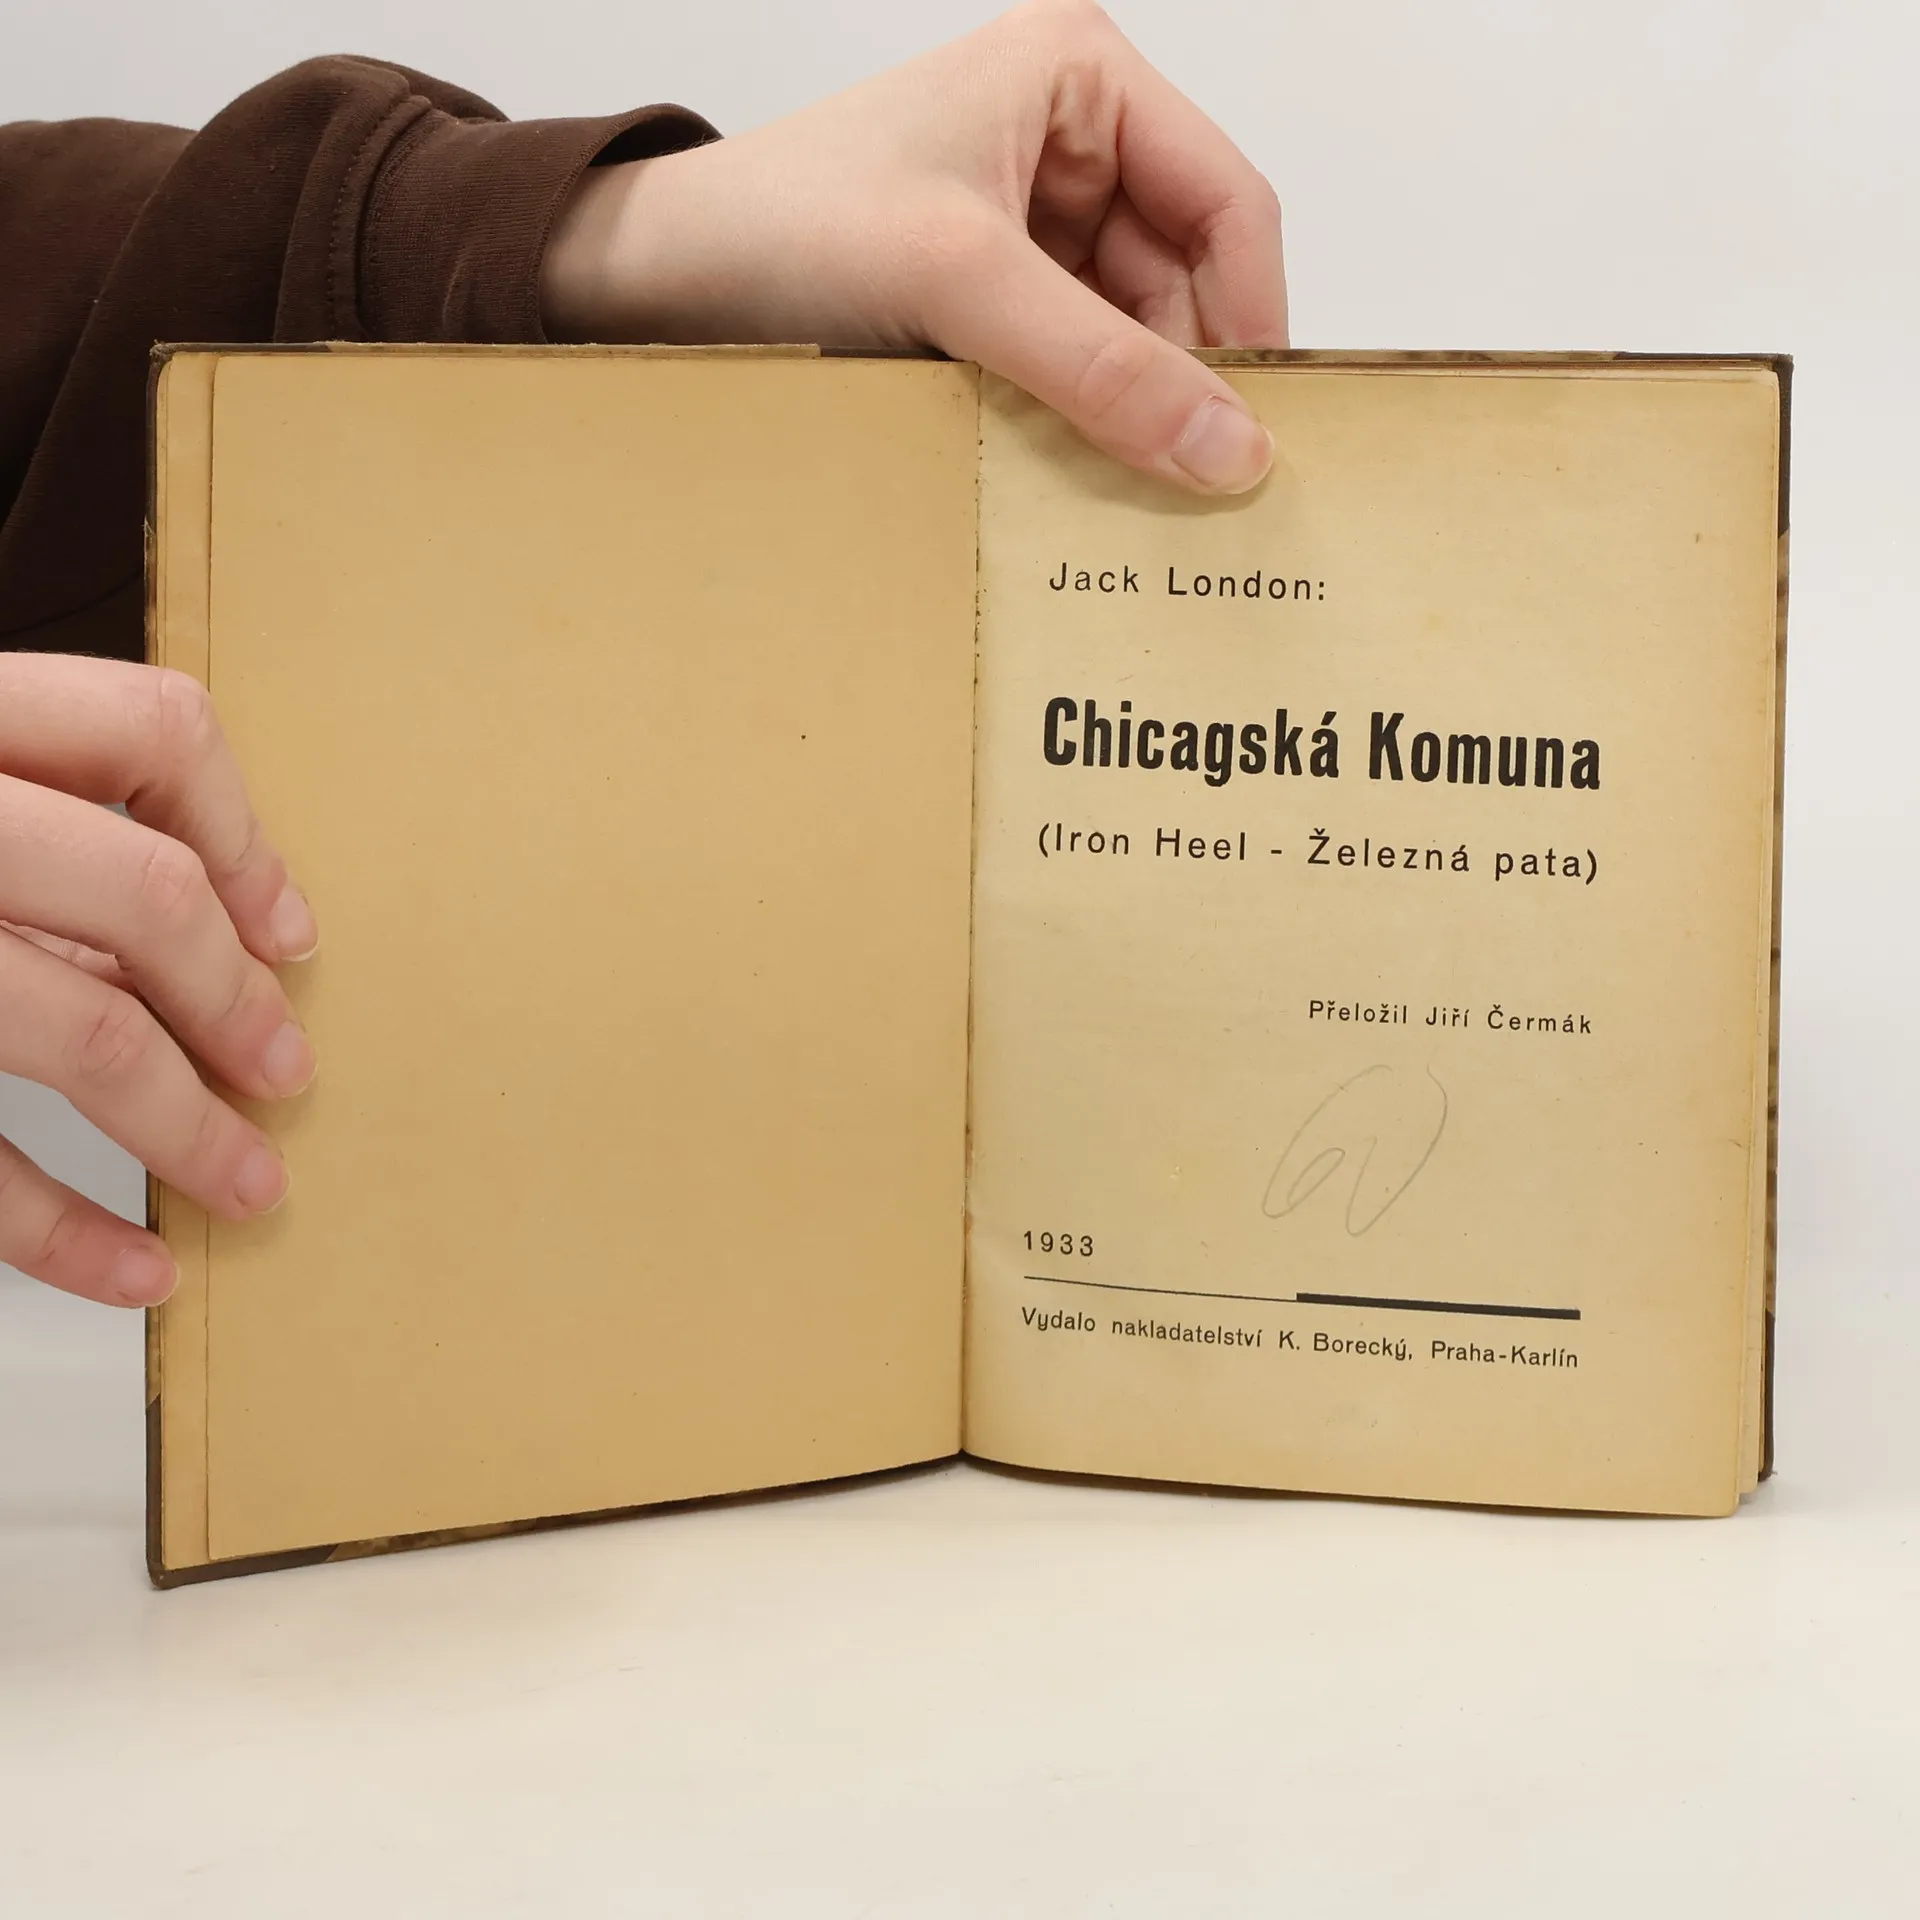 Jack London:
Chicagská Komuna
(Iron Heel - Železná pata)
Přeložil Jiří Čermák
1933
Vydalo nakladatelství K. Borecký, Praha-Karlín